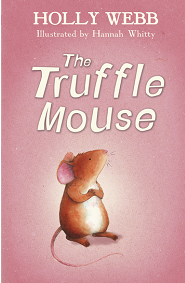 HOLLY WEBB
Illustrated by Hannah Whitty
The
Truffle
Mouse